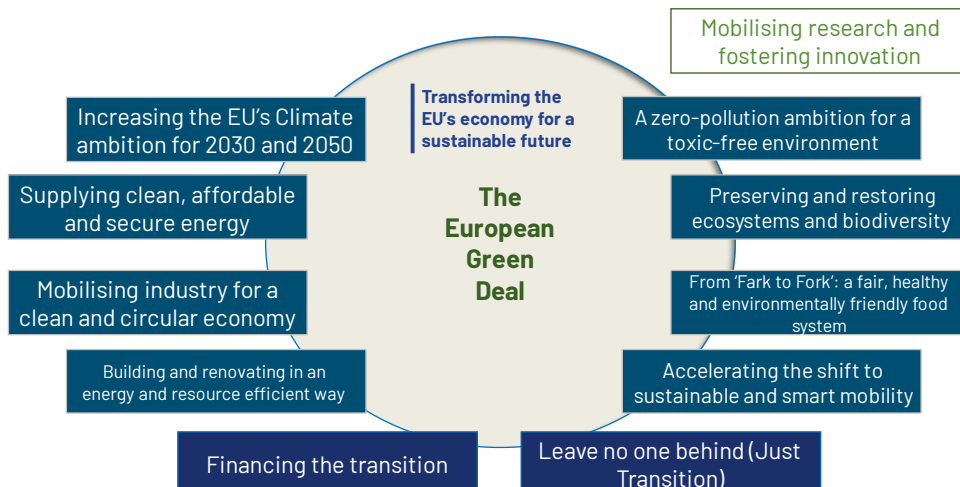 Mobilising research and
fostering innovation
Transforming the
EU's economy for a
sustainable future
Increasing the EU's Climate
ambition for 2030 and 2050
A zero-pollution ambition for a
toxic-free environment
Supplying clean, affordable
and secure energy
The
European
Green
Deal
Preserving and restoring
ecosystems and biodiversity
Mobilising industry for a
clean and circular economy
From ‘Fark to Fork’: a fair, healthy
and environmentally friendly food
system
Building and renovating in an
energy and resource efficient way
Accelerating the shift to
sustainable and smart mobility
Financing the transition
Leave no one behind (Just
Transition)